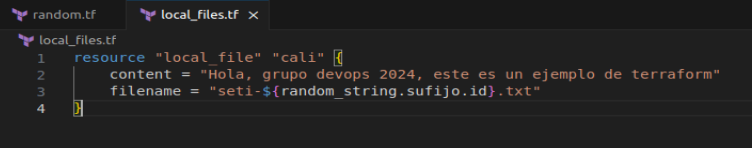 random.tf local_files.tf
local_files.tf
1 resource "local_file" "cali" {
2 content = "Hola, grupo devops 2024, este es un ejemplo de terraform"
3 filename = "seti-${random_string.sufijo.id}.txt"
4 }